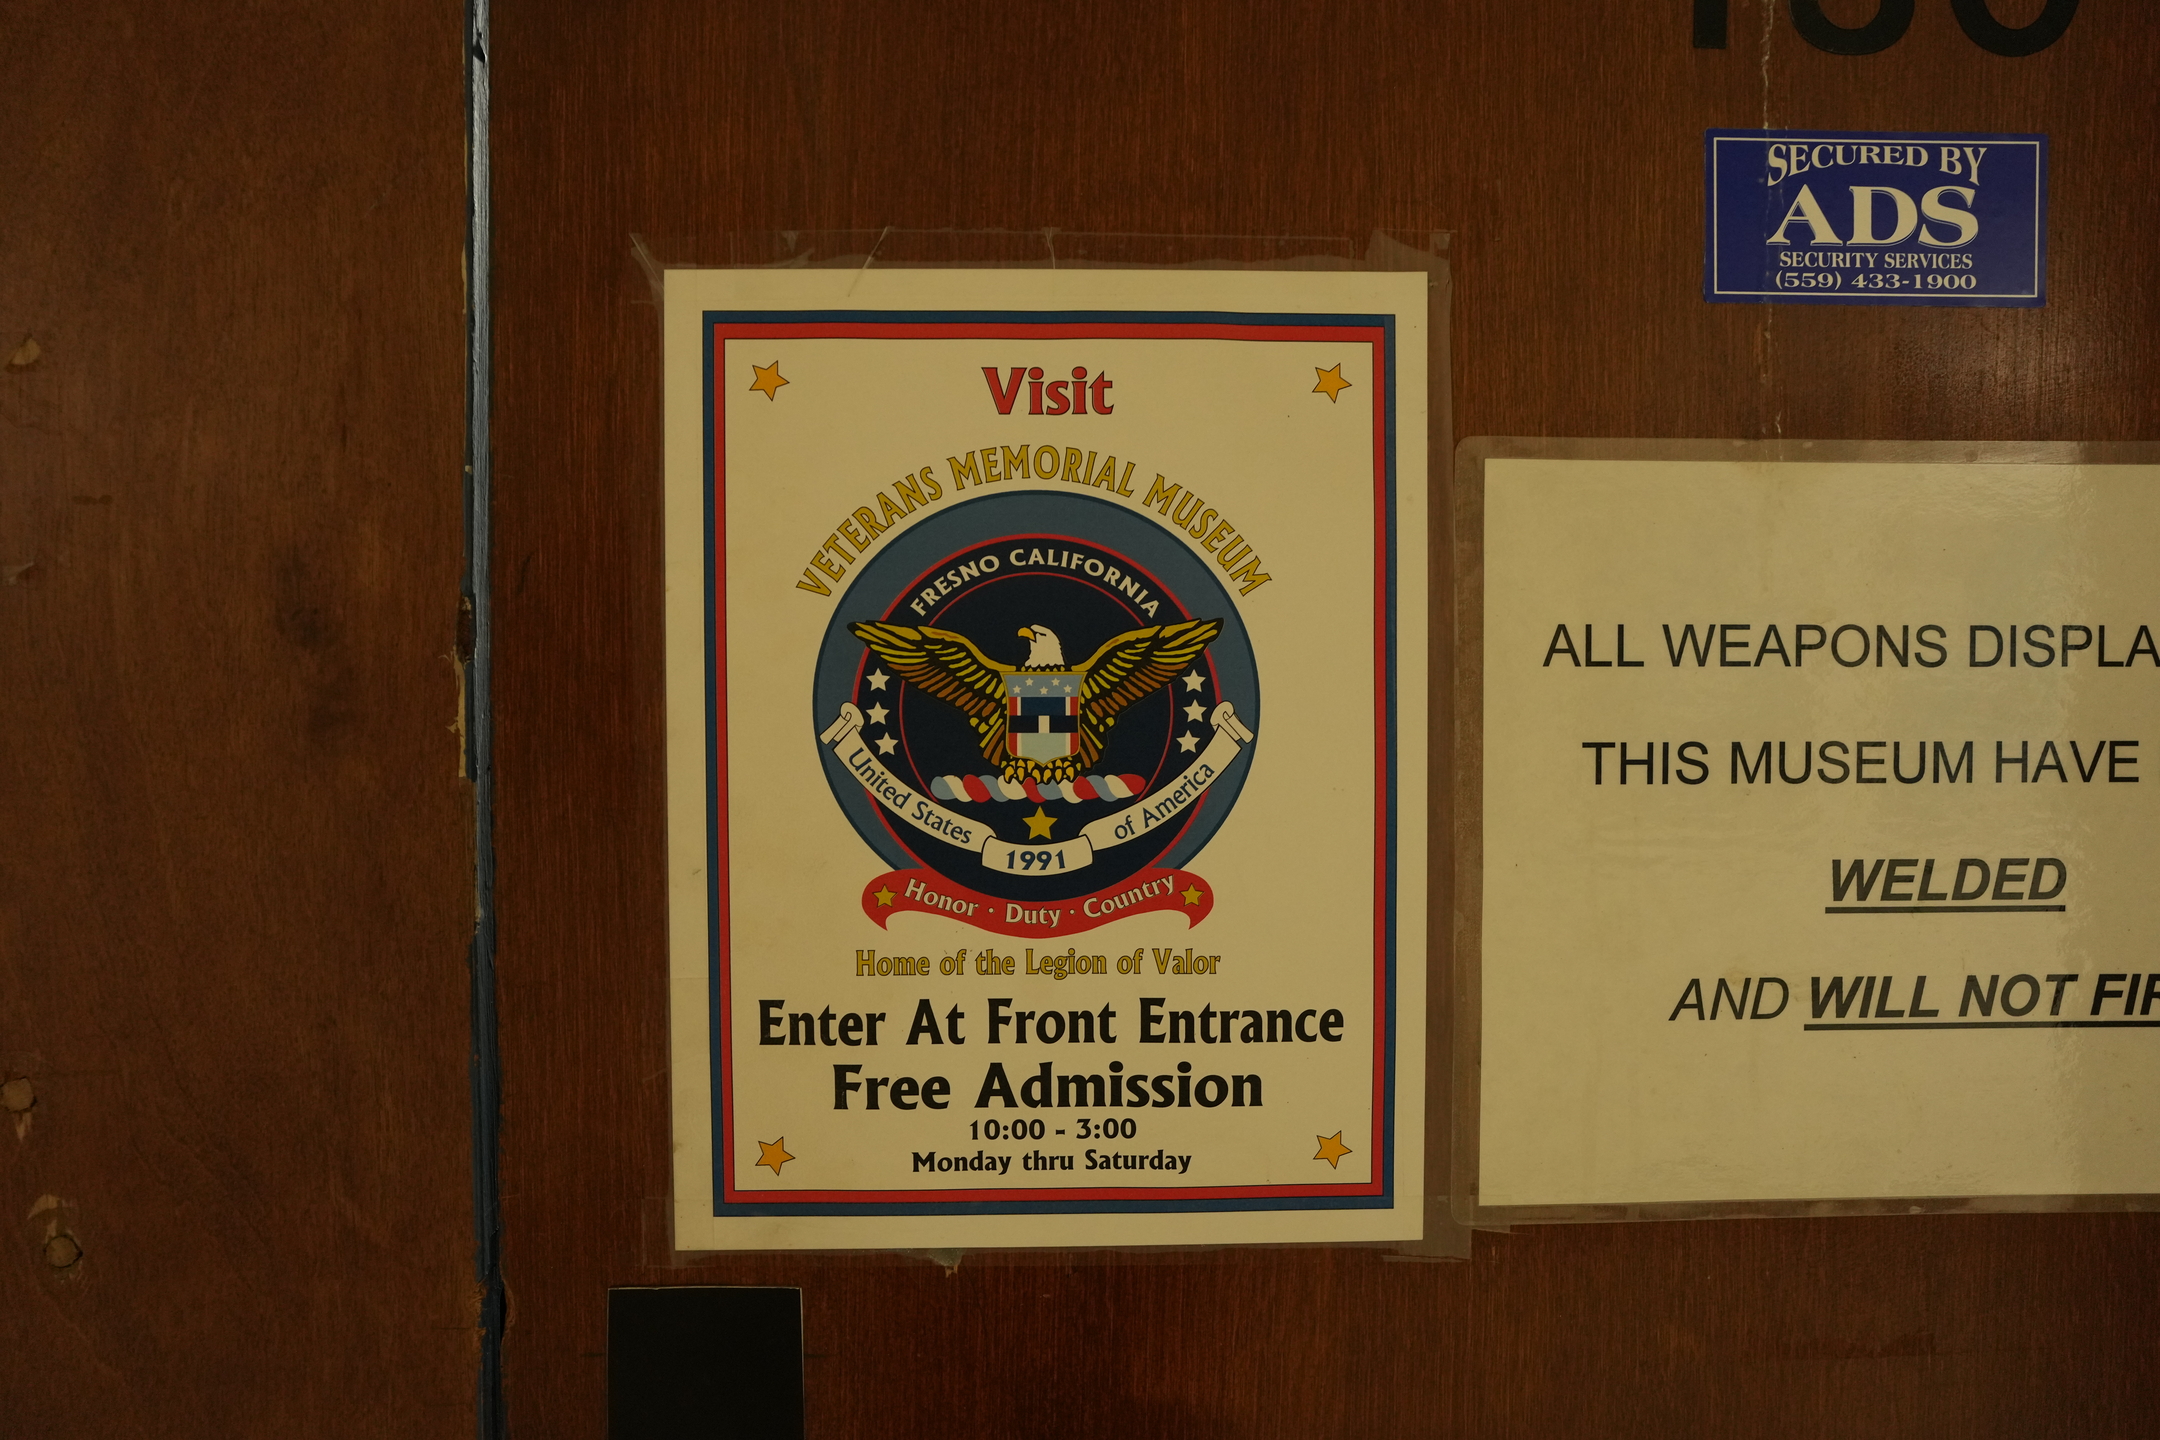 SECURED BY
ADS
SECURITY SERVICES
(559) 433-1900
Visit
VETERANS MEMORIAL MUSEUM
FRESNO CALIFORNIA
United States
of America
1991
Honor · Duty · Country
Home of the Legion of Valor
Enter At Front Entrance
Free Admission
10:00 - 3:00
Monday thru Saturday
ALL WEAPONS
THIS MUSEUM HAVE
WELDED
AND WILL NOT